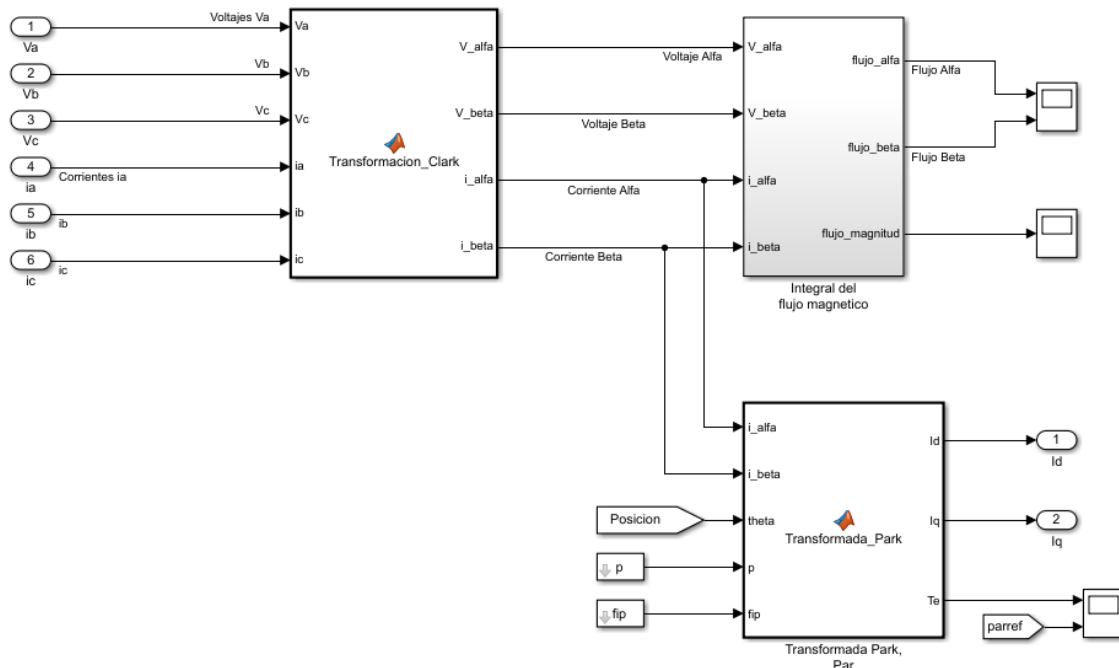 1
Va
Voltajes Va
2
Vb
Vb
3
Vc
Vc
4
ia
Corrientes ia
5
ib
ib
6
ic
ic
Va
Vb
Vc
ia
ib
ic
Transformacion_Clark
V_alfa
V_beta
i_alfa
i_beta
Voltaje Alfa
Voltaje Beta
Corriente Alfa
Corriente Beta
V_alfa
V_beta
i_alfa
i_beta
flujo_alfa
flujo_beta
flujo_magnitud
Integral del
flujo magnetico
Flujo Alfa
Flujo Beta
Posicion
p
fip
i_alfa
i_beta
theta
p
fip
Transformada_Park
Id
Iq
Te
Transformada Park,
Par
1
Id
2
Iq
parref